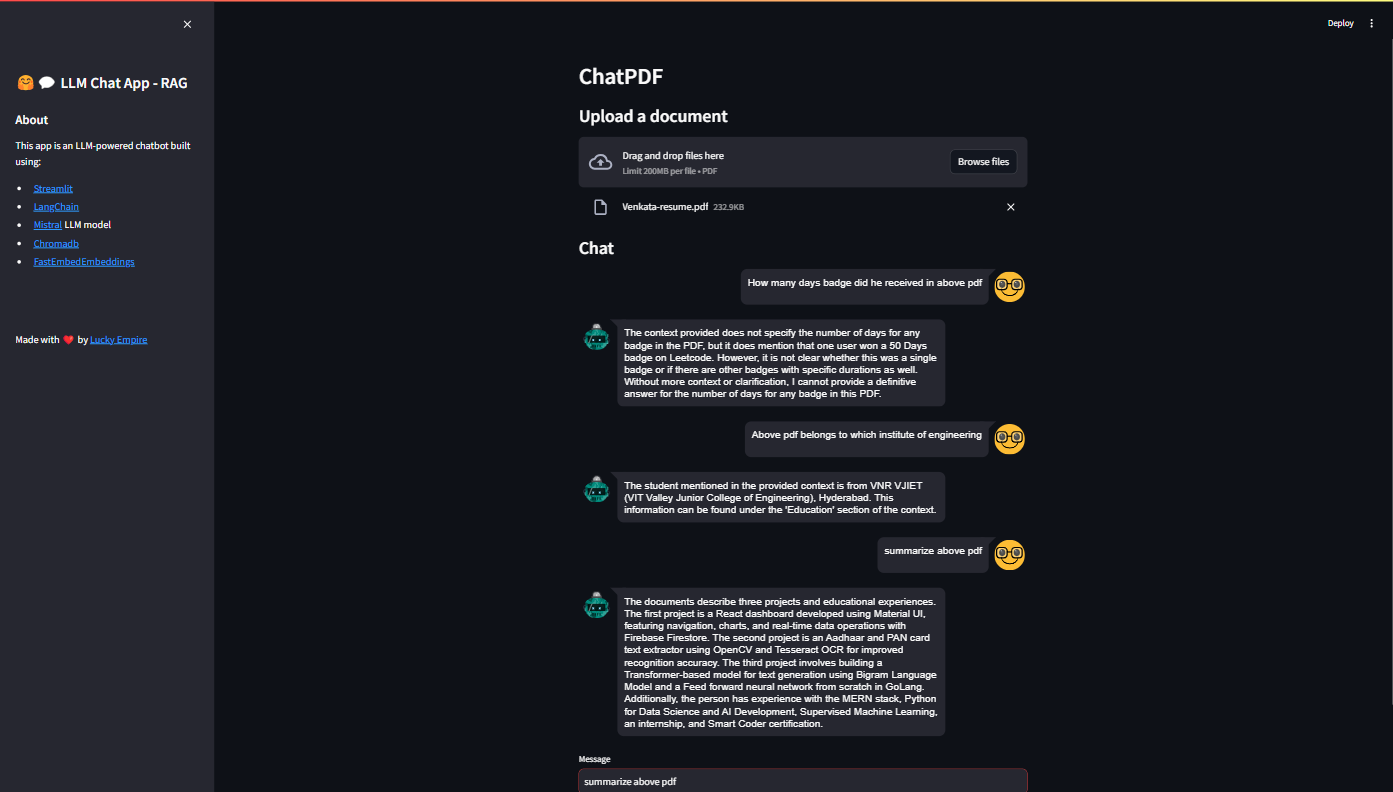 Deploy
LLM Chat App - RAG
About
This app is an LLM-powered chatbot built
using:
Streamlit
LangChain
Mistral LLM model
Chromadb
FastEmbedEmbeddings
Made with ❤️ by Lucky Empire
ChatPDF
Upload a document
Drag and drop files here
Limit 200MB per file • PDF
Browse files
Venkata-resume.pdf 232.9KB
Chat
How many days badge did he received in above pdf
The context provided does not specify the number of days for any
badge in the PDF, but it does mention that one user won a 50 Days
badge on Leetcode. However, it is not clear whether this was a single
badge or if there are other badges with specific durations as well.
Without more context or clarification, I cannot provide a definitive
answer for the number of days for any badge in this PDF.
Above pdf belongs to which institute of engineering
The student mentioned in the provided context is from VNR VJIET
(VIT Valley Junior College of Engineering), Hyderabad. This
information can be found under the 'Education' section of the context.
summarize above pdf
The documents describe three projects and educational experiences.
The first project is a React dashboard developed using Material UI,
featuring navigation, charts, and real-time data operations with
Firebase Firestore. The second project is an Aadhaar and PAN card
text extractor using OpenCV and Tesseract OCR for improved
recognition accuracy. The third project involves building a
Transformer-based model for text generation using Bigram Language
Model and a Feed forward neural network from scratch in GoLang.
Additionally, the person has experience with the MERN stack, Python
for Data Science and AI Development, Supervised Machine Learning,
an internship, and Smart Coder certification.
Message
summarize above pdf